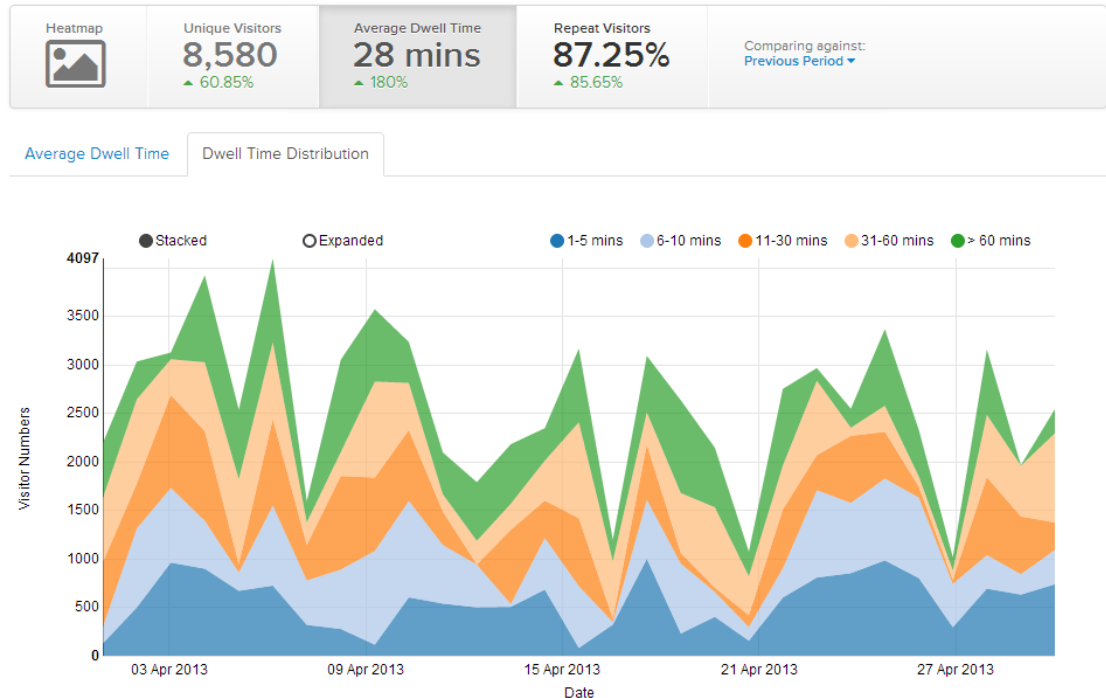 Heatmap
Unique Visitors
8,580
60.85%
Average Dwell Time
28 mins
180%
Repeat Visitors
87.25%
85.65%
Comparing against:
Previous Period
Average Dwell Time
Dwell Time Distribution
Stacked
Expanded
1-5 mins
6-10 mins
11-30 mins
31-60 mins
> 60 mins
4097
3500
3000
2500
2000
1500
1000
500
0
Visitor Numbers
03 Apr 2013
09 Apr 2013
15 Apr 2013
21 Apr 2013
27 Apr 2013
Date